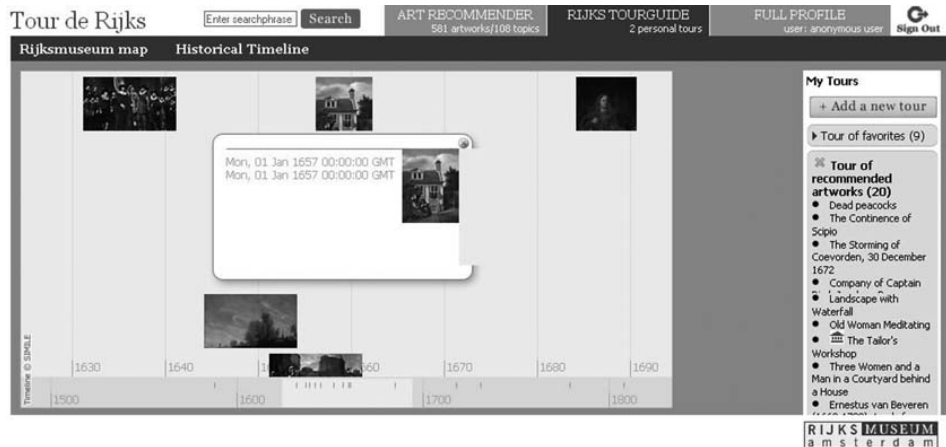 Tour de Rijks
Enter searchphrase Search
ART RECOMMENDER
581 artworks/108 topics
RIJKS TOURGUIDE
2 personal tours
FULL PROFILE
user: anonymous user
Sign Out
Rijksmuseum map Historical Timeline
Mon, 01 Jan 1657 00:00:00 GMT
Mon, 01 Jan 1657 00:00:00 GMT
Timeline © SIMILE
1630 1640 1670 1680 1690
1500 1600 1700 1800
My Tours
+ Add a new tour
Tour of favorites (9)
Tour of
recommended
artworks (20)
Dead peacocks
The Continence of
Scipio
The Storming of
Coevorden, 30 December
1672
Company of Captain
Landscape with
Waterfall
Old Woman Meditating
The Tailor's
Workshop
Three Women and a
Man in a Courtyard behind
a House
Ernestus van Beveren
RIJKS MUSEUM
amsterdam